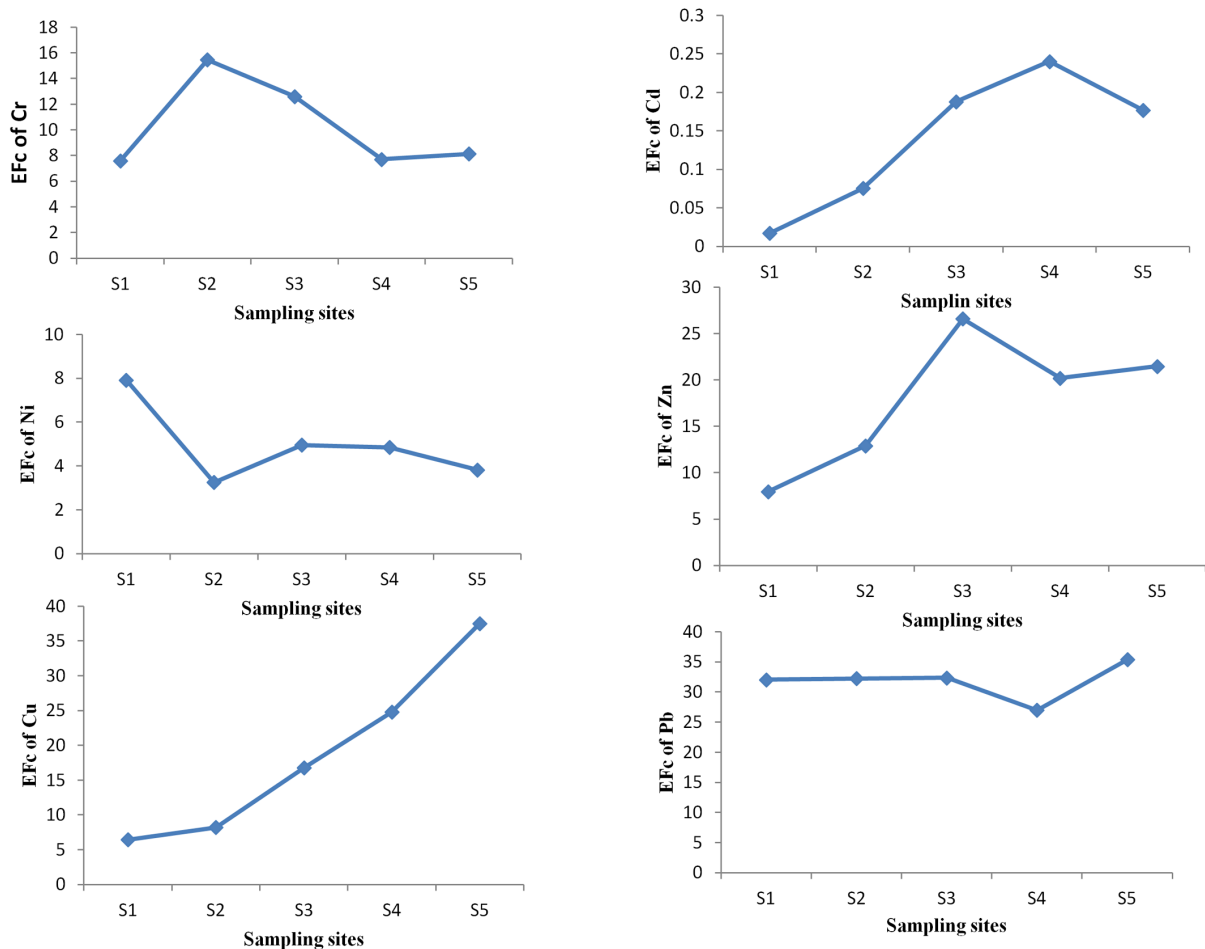 EFc of Cr
18
16
14
12
10
8
6
4
2
0
S1 S2 S3 S4 S5
Sampling sites
EFc of Cd
0.3
0.25
0.2
0.15
0.1
0.05
0
S1 S2 S3 S4 S5
Samplin sites
EFc of Ni
10
8
6
4
2
0
S1 S2 S3 S4 S5
Sampling sites
EFc of Zn
30
25
20
15
10
5
0
S1 S2 S3 S4 S5
Sampling sites
EFc of Cu
40
35
30
25
20
15
10
5
0
S1 S2 S3 S4 S5
Sampling sites
EFc of Pb
40
35
30
25
20
15
10
5
0
S1 S2 S3 S4 S5
Sampling sites